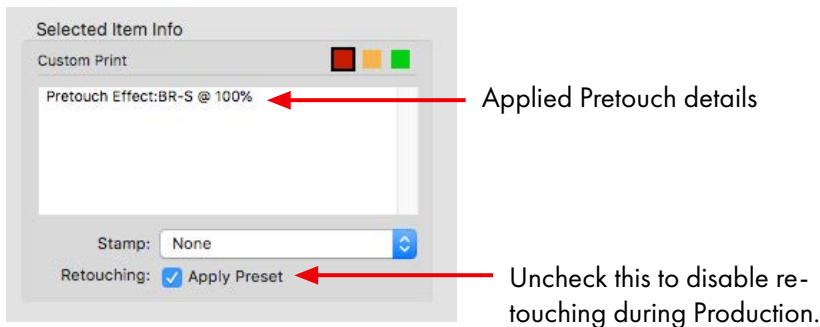 Selected Item Info
Custom Print
Pretouch Effect:BR-S @ 100%
Applied Pretouch details
Stamp: None
Retouching: Apply Preset
Uncheck this to disable re-
touching during Production.